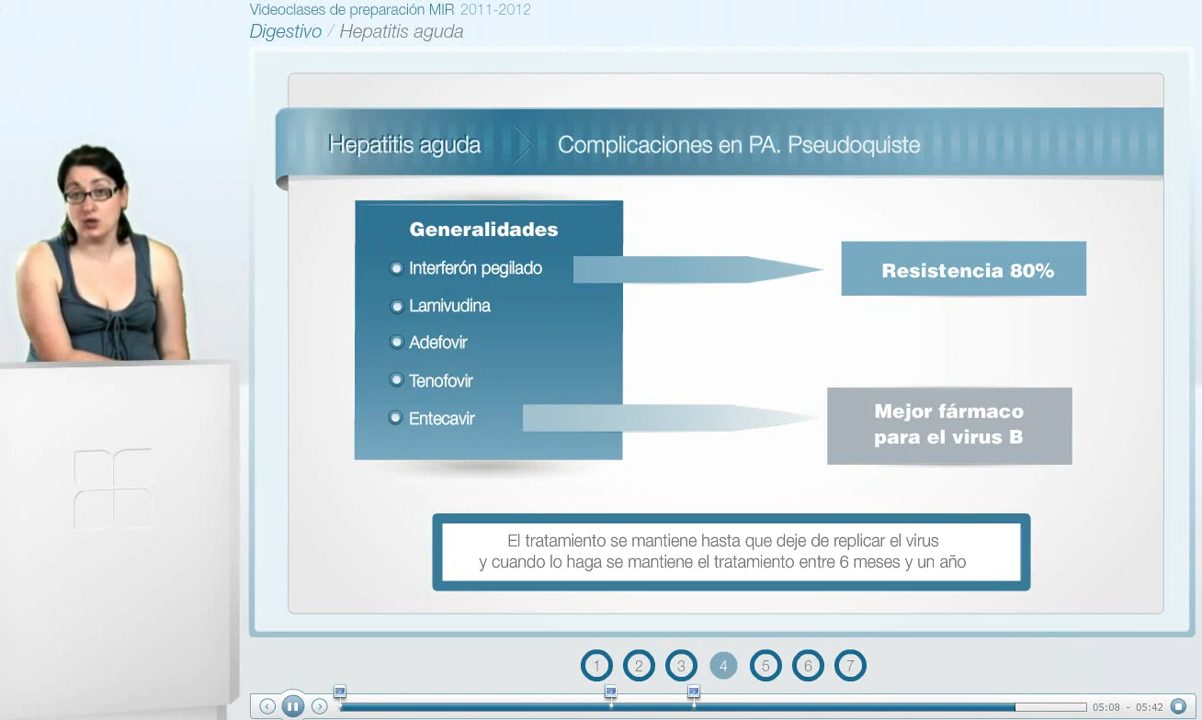 Videoclases de preparación MIR 2011-2012
Digestivo / Hepatitis aguda
Hepatitis aguda
Complicaciones en PA. Pseudoquiste
Generalidades
Interferón pegilado
Lamivudina
Adefovir
Tenofovir
Entecavir
Resistencia 80%
Mejor fármaco
para el virus B
El tratamiento se mantiene hasta que deje de replicar el virus
y cuando lo haga se mantiene el tratamiento entre 6 meses y un año
1 2 3 4 5 6 7
05:08 - 05:42